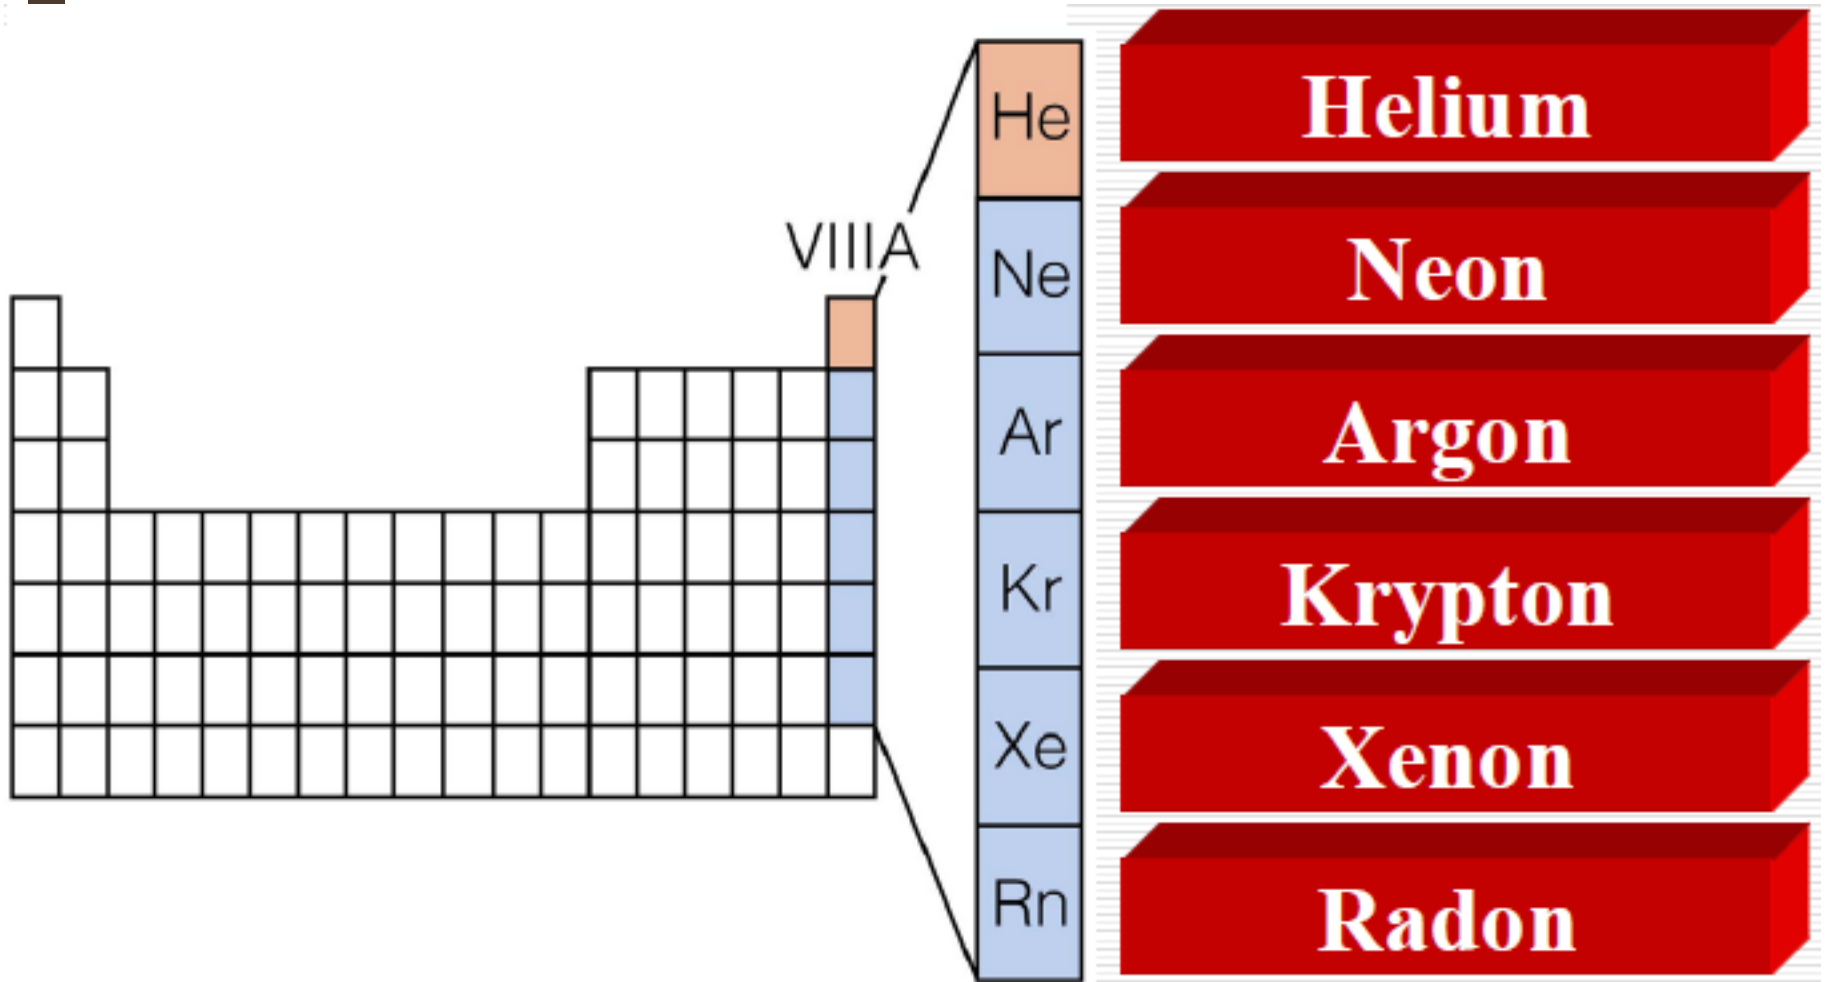 VIIIA
He
Helium
Ne
Neon
Ar
Argon
Kr
Krypton
Xe
Xenon
Rn
Radon